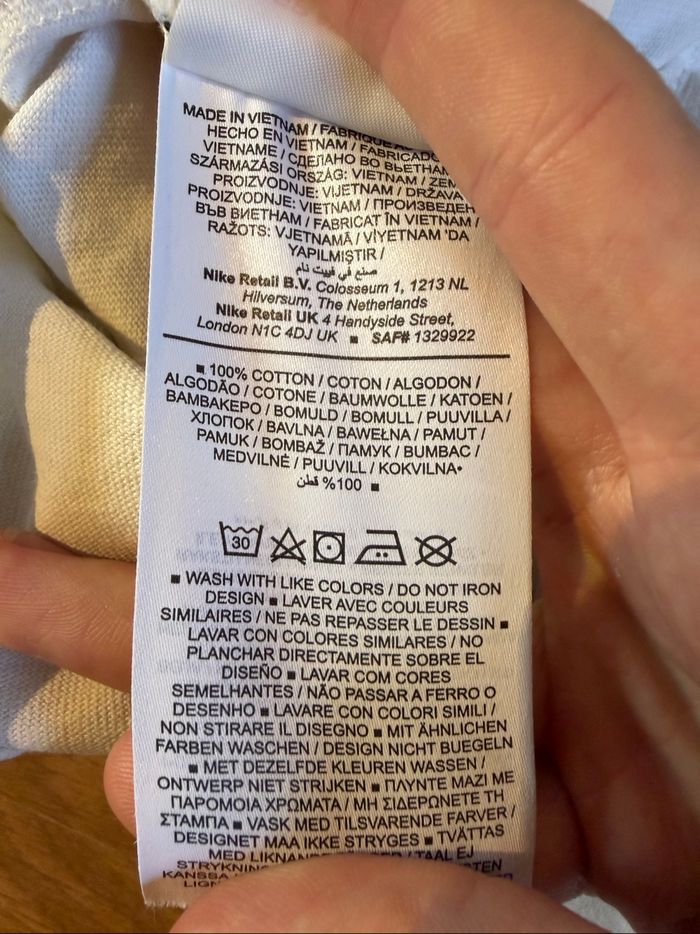 MADE IN VIETNAM / FABRIQUÉ AU
HECHO EN VIETNAM / FABRICADO
VIETNAME / СДЕЛАНО ВО ВЬЕТНАМ
SZÁRMAZÁSI ORSZÁG: VIETNAM / ZEM
PROIZVODNJE: VIJETNAM / DRŽAVA
PROIZVODNJE: VIETNAM / ПРОИЗВЕДЕН
ВЪВ ВИЕТНАМ / FABRICAT ÎN VIETNAM /
RAŽOTS: VJETNAMĀ / VİYETNAM 'DA
YAPILMIŞTIR /
صنع في فييت نام
Nike Retail B.V. Colosseum 1, 1213 NL
Hilversum, The Netherlands
Nike Retail UK 4 Handyside Street,
London N1C 4DJ UK ■ SAF# 1329922
■ 100% COTTON / COTON / ALGODON /
ALGODÃO / COTONE / BAUMWOLLE / KATOEN /
ΒΑΜΒΑΚΕΡΟ / BOMULD / BOMULL / PUUVILLA /
ХЛОПОК / BAVLNA / BAWEŁNA / PAMUT /
PAMUK / BOMBAŽ / ПАМУК / BUMBAC /
MEDVILNĖ / PUUVILL / KOKVILNA•
100% قطن ■
30
■ WASH WITH LIKE COLORS / DO NOT IRON
DESIGN ■ LAVER AVEC COULEURS
SIMILAIRES / NE PAS REPASSER LE DESSIN ■
LAVAR CON COLORES SIMILARES / NO
PLANCHAR DIRECTAMENTE SOBRE EL
DISEÑO ■ LAVAR COM CORES
SEMELHANTES / NÃO PASSAR A FERRO O
DESENHO ■ LAVARE CON COLORI SIMILI /
NON STIRARE IL DISEGNO ■ MIT ÄHNLICHEN
FARBEN WASCHEN / DESIGN NICHT BUEGELN
■ MET DEZELFDE KLEUREN WASSEN /
ONTWERP NIET STRIJKEN ■ ΠΛΥΝΤΕ ΜΑΖΙ ΜΕ
ΠΑΡΟΜΟΙΑ ΧΡΩΜΑΤΑ / ΜΗ ΣΙΔΕΡΩΝΕΤΕ ΤΗ
ΣΤΑΜΠΑ ■ VASK MED TILSVARENDE FARVER /
DESIGNET MAA IKKE STRYGES ■ TVÄTTAS
MED / TAAL EJ